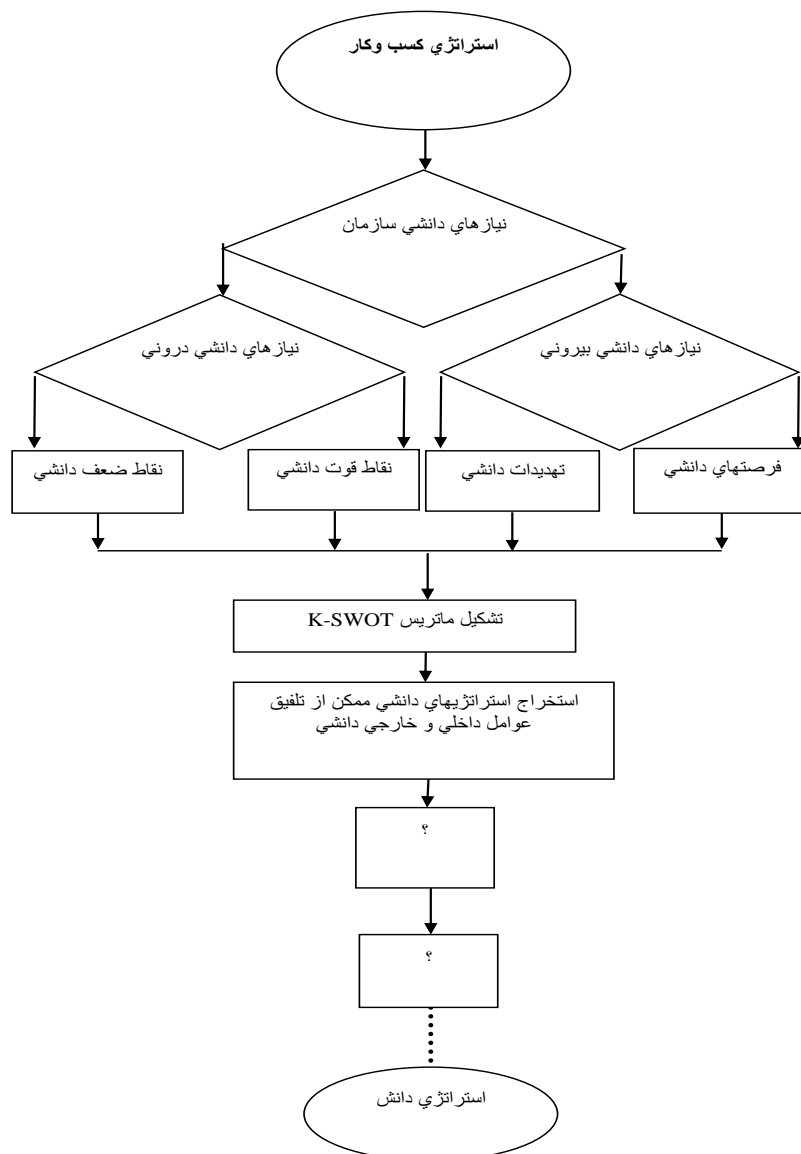 استراتژي كسب وكار
نيازهاي دانشي سازمان
نيازهاي دانشي بيروني
نيازهاي دانشي دروني
فرصتهاي دانشي
تهديدات دانشي
نقاط قوت دانشي
نقاط ضعف دانشي
تشكيل ماتريس K-SWOT
استخراج استراتژيهاي دانشي ممكن از تلفيق
عوامل داخلي و خارجي دانشي
؟
؟
استراتژي دانش